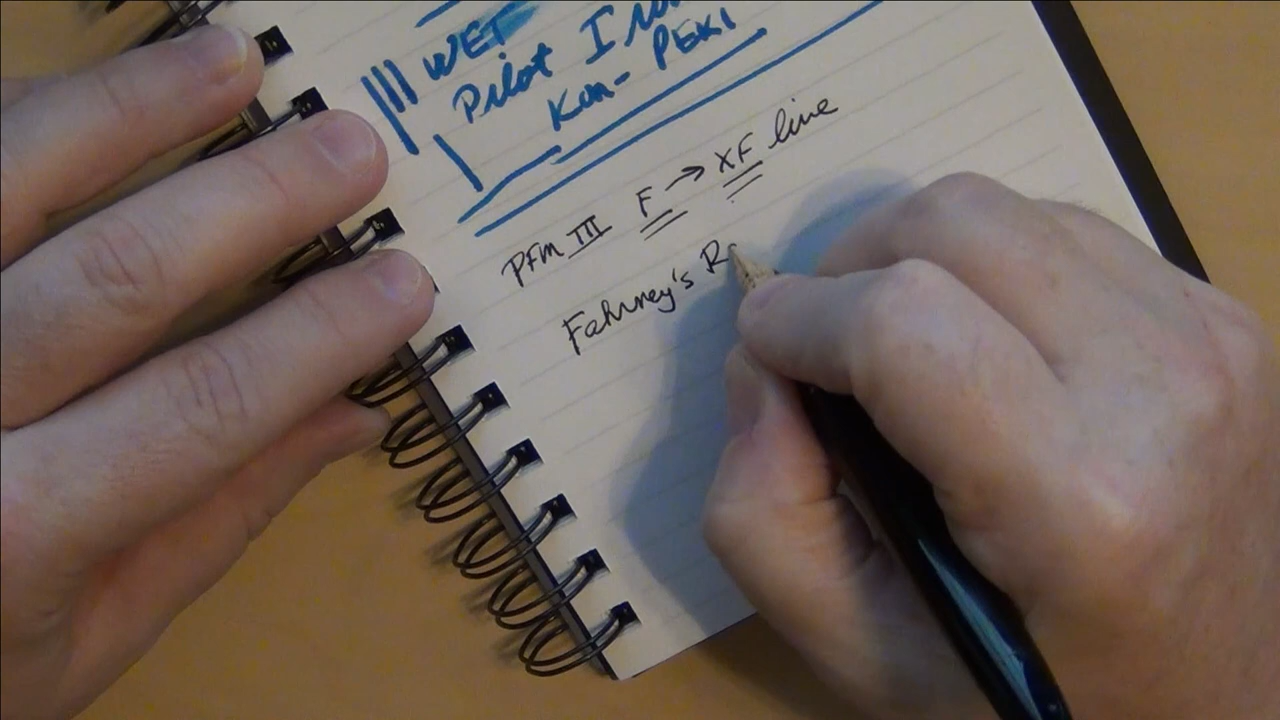 WET
Pilot Iro
Kon-PEKI
PFM III F → XF line
Fahrney's R